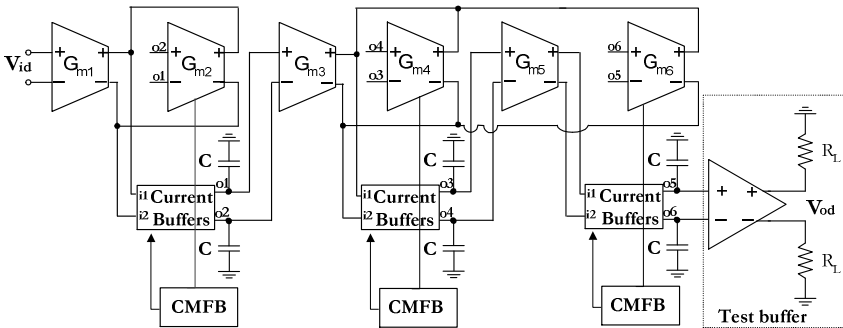 V_id
+ +
G_m1
− −
o2 + +
G_m2
o1 − −
+ +
G_m3
− −
o4 + +
G_m4
o3 − −
+ +
G_m5
− −
o6 + +
G_m6
o5 − −
C
i1 Current o1
i2 Buffers o2
C
CMFB
C
i1 Current o3
i2 Buffers o4
C
CMFB
C
i1 Current o5
i2 Buffers o6
C
CMFB
+ +
− −
R_L
V_od
R_L
Test buffer